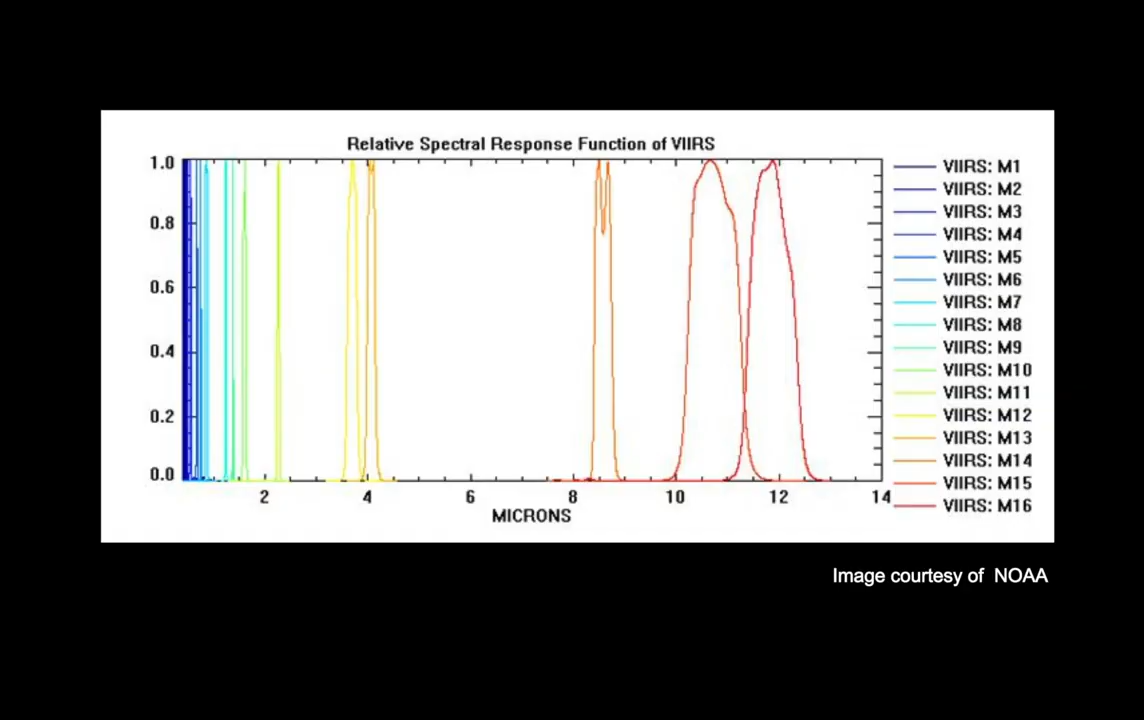 Relative Spectral Response Function of VIIRS
1.0
0.8
0.6
0.4
0.2
0.0
2 4 6 8 10 12 14
MICRONS
VIIRS: M1
VIIRS: M2
VIIRS: M3
VIIRS: M4
VIIRS: M5
VIIRS: M6
VIIRS: M7
VIIRS: M8
VIIRS: M9
VIIRS: M10
VIIRS: M11
VIIRS: M12
VIIRS: M13
VIIRS: M14
VIIRS: M15
VIIRS: M16
Image courtesy of NOAA